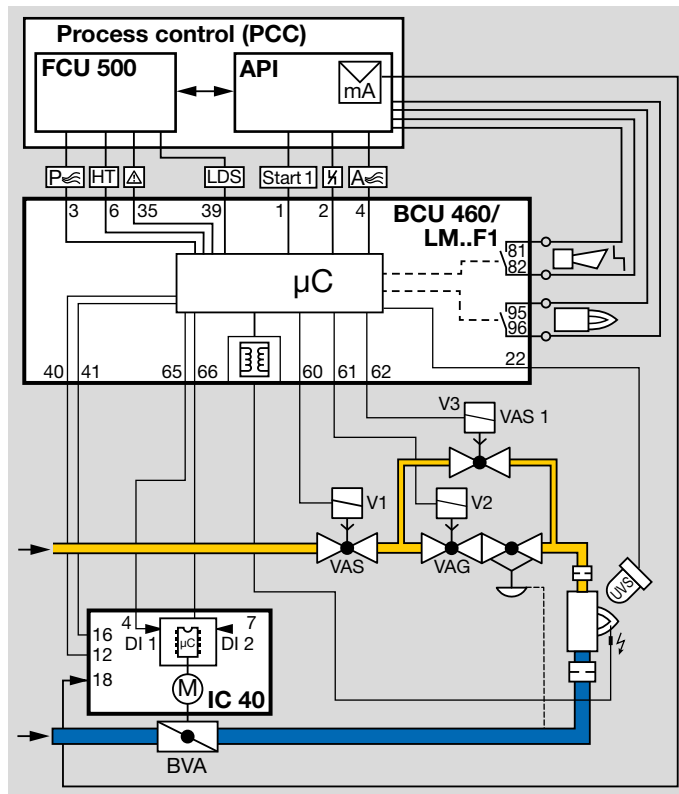 Process control (PCC)
FCU 500
API
mA
P
HT
LDS
Start 1
A
3
6
35
39
1
2
4
BCU 460/
LM..F1
81
82
µC
95
96
22
40
41
65
66
60
61
62
V3
VAS 1
V1
V2
VAS
VAG
UVS
4
7
16
DI 1
µC
DI 2
12
18
M
IC 40
BVA